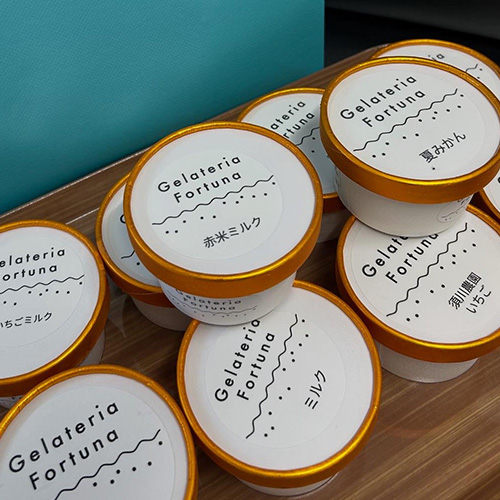 Gelateria
Fortuna
夏みかん
Gelateria
Fortuna
赤米ミルク
Gelateria
Fortuna
Gelateria
Fortuna
須川農園
いちご
Fortuna
いちごミルク
Gelateria
Fortuna
ミルク
Gelateria
Fortuna